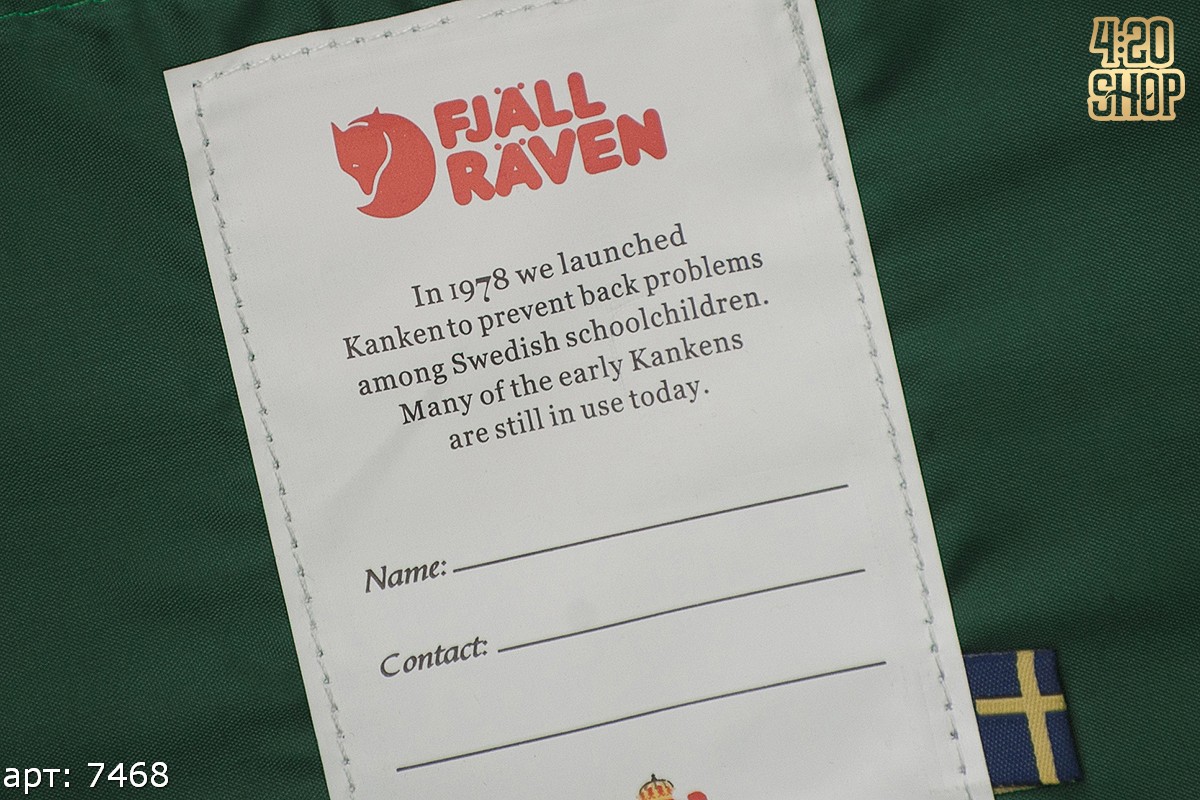 4:20
SHOP
FJÄLL
RÄVEN
In 1978 we launched
Kanken to prevent back problems
among Swedish schoolchildren.
Many of the early Kankens
are still in use today.
Name:
Contact:
арт: 7468